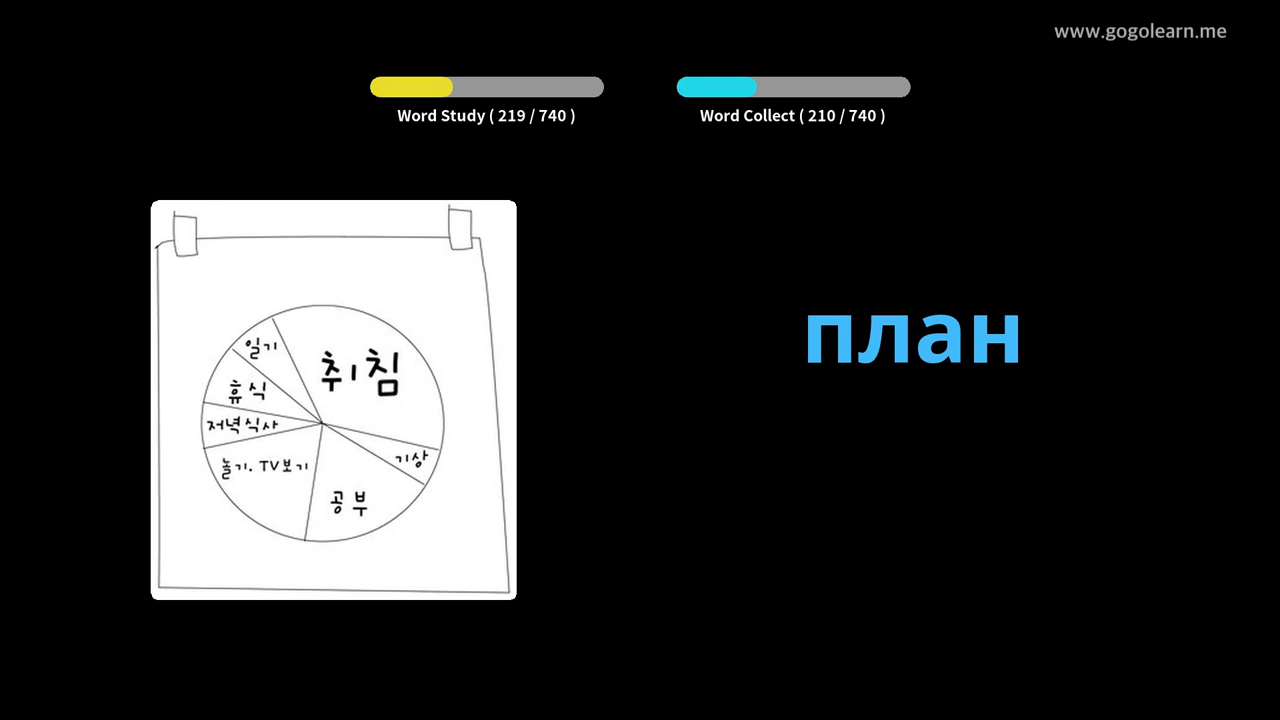 www.gogolearn.me
Word Study ( 219 / 740 )
Word Collect ( 210 / 740 )
일기
취침
휴식
저녁식사
놀기. TV보기
기상
공부
план